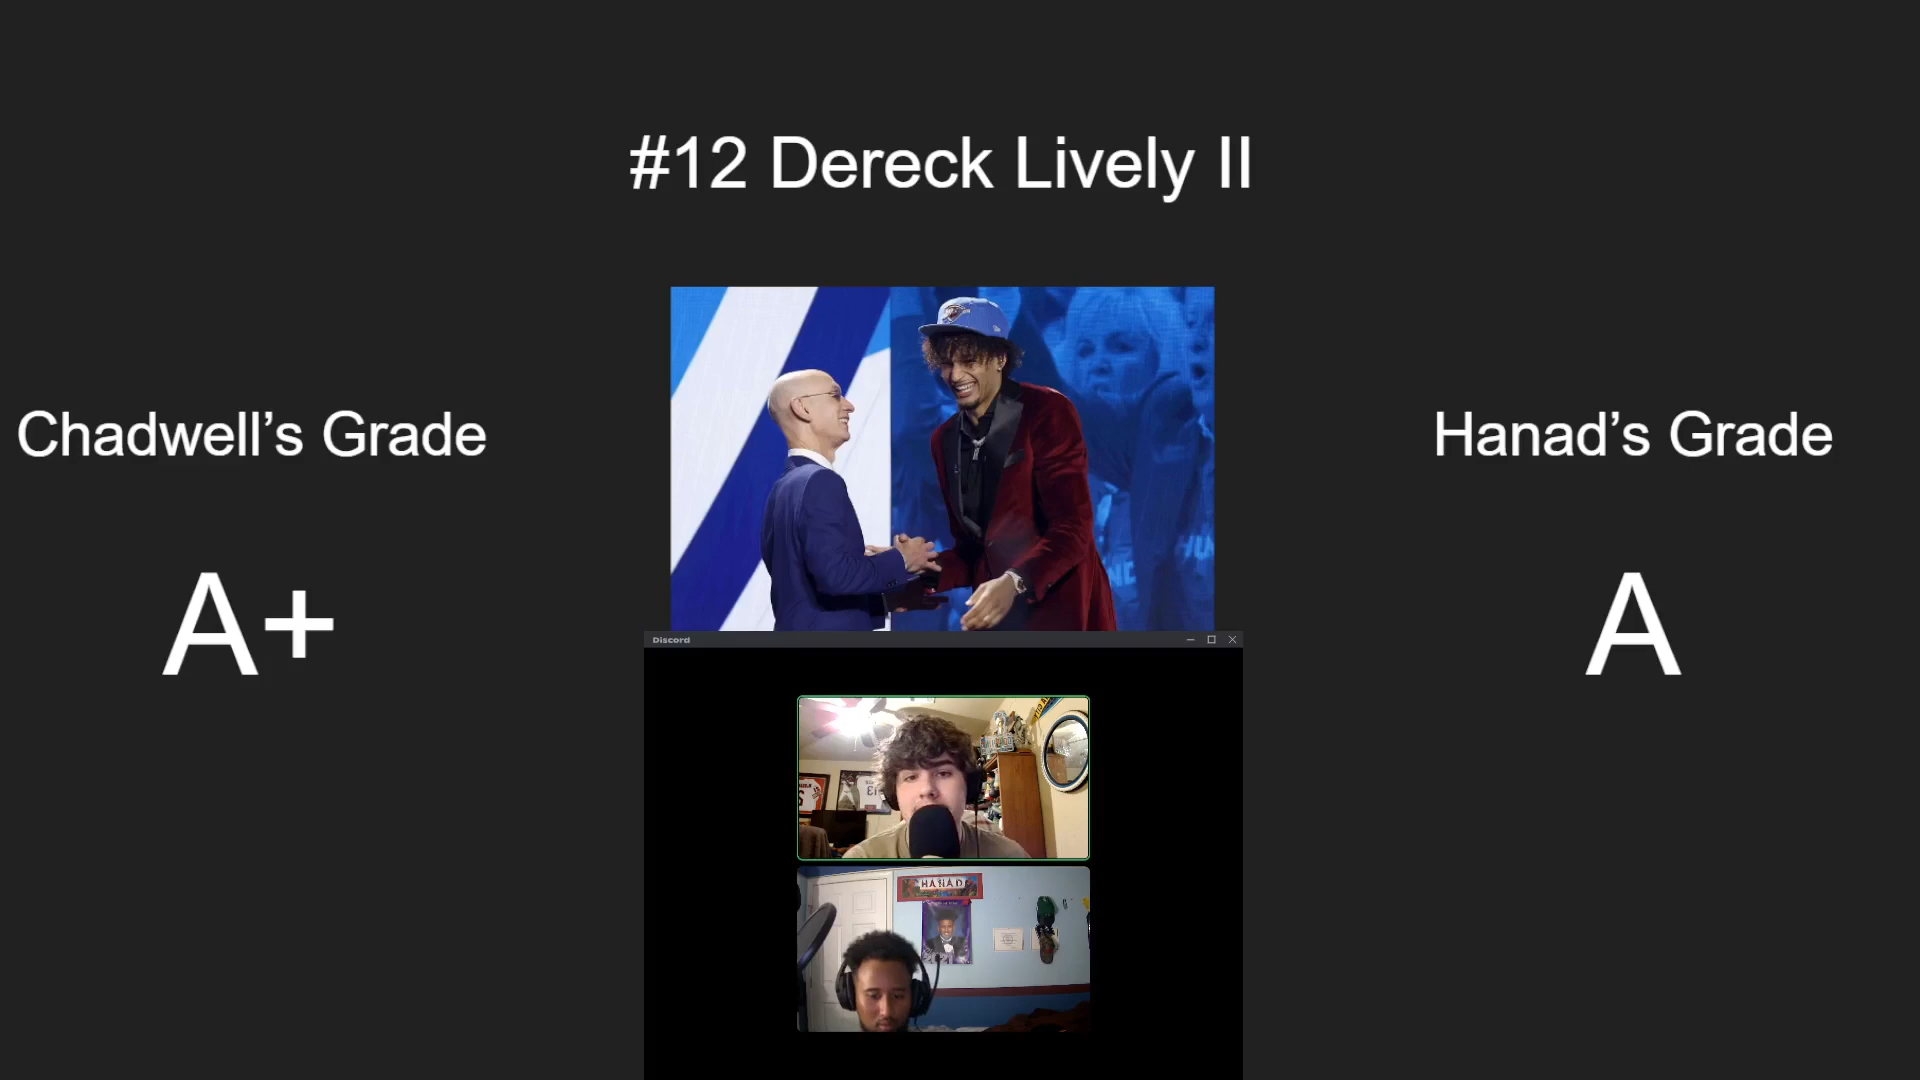 #12 Dereck Lively II
Chadwell’s Grade
Hanad’s Grade
A+
A
Discord
HANAD